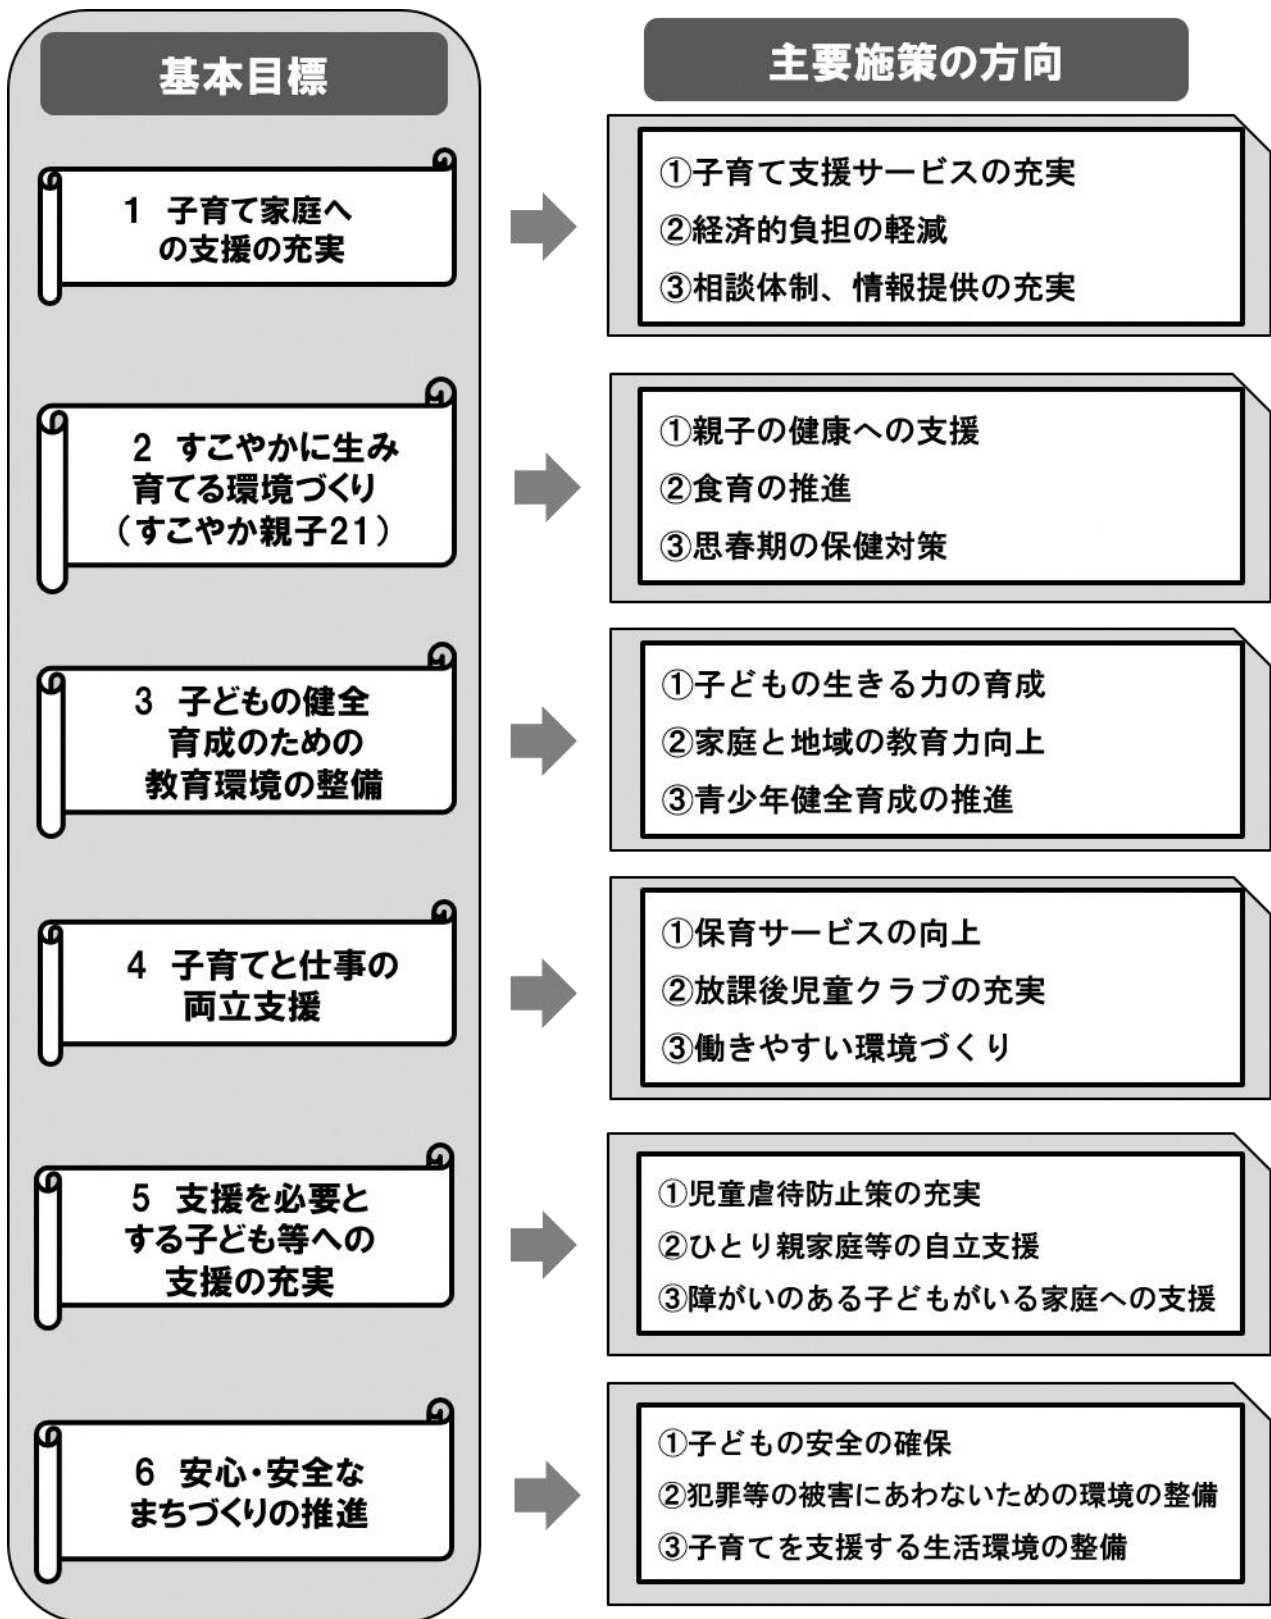 基本目標
主要施策の方向
1 子育て家庭へ
の支援の充実
①子育て支援サービスの充実
②経済的負担の軽減
③相談体制、情報提供の充実
2 すこやかに生み
育てる環境づくり
（すこやか親子21）
①親子の健康への支援
②食育の推進
③思春期の保健対策
3 子どもの健全
育成のための
教育環境の整備
①子どもの生きる力の育成
②家庭と地域の教育力向上
③青少年健全育成の推進
4 子育てと仕事の
両立支援
①保育サービスの向上
②放課後児童クラブの充実
③働きやすい環境づくり
5 支援を必要と
する子ども等への
支援の充実
①児童虐待防止策の充実
②ひとり親家庭等の自立支援
③障がいのある子どもがいる家庭への支援
6 安心・安全な
まちづくりの推進
①子どもの安全の確保
②犯罪等の被害にあわないための環境の整備
③子育てを支援する生活環境の整備